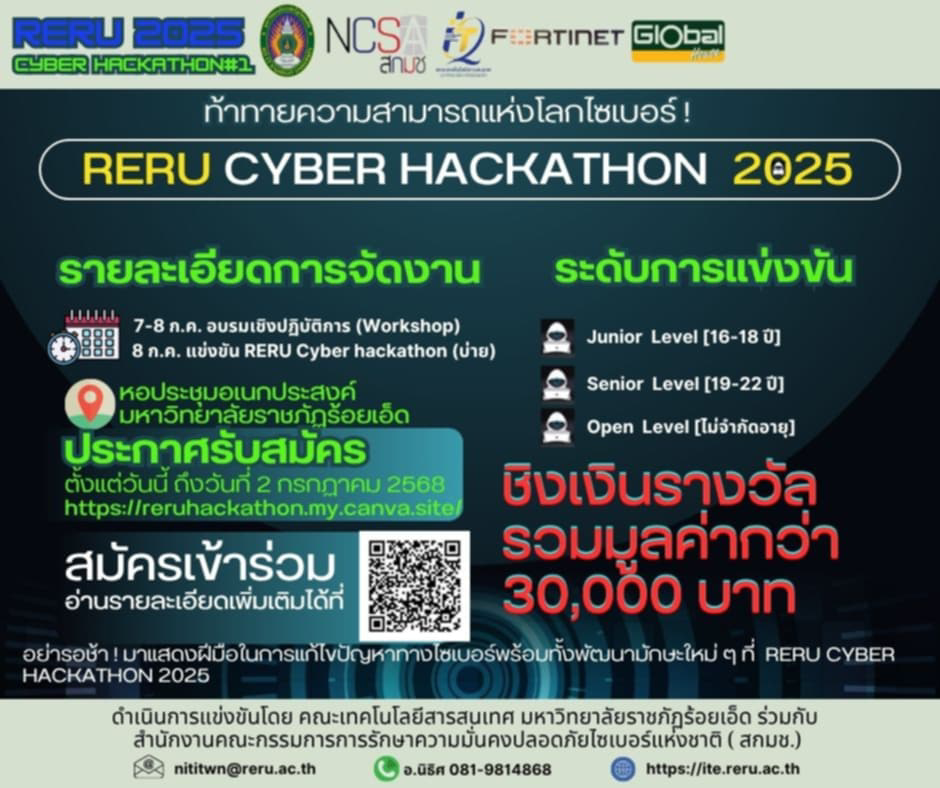 RERU 2025
CYBER HACKATHON#1
NCSA
สกมช
FORTINET
Global
House
ท้าทายความสามารถแห่งโลกไซเบอร์ !
RERU CYBER HACKATHON 2025
รายละเอียดการจัดงาน
7-8 ก.ค. อบรมเชิงปฏิบัติการ (Workshop)
8 ก.ค. แข่งขัน RERU Cyber hackathon (บ่าย)
หอประชุมอเนกประสงค์
มหาวิทยาลัยราชภัฏร้อยเอ็ด
ประกาศรับสมัคร
ตั้งแต่วันนี้ ถึงวันที่ 2 กรกฎาคม 2568
https://reruhackathon.my.canva.site/
สมัครเข้าร่วม
อ่านรายละเอียดเพิ่มเติมได้ที่
ระดับการแข่งขัน
Junior Level [16-18 ปี]
Senior Level [19-22 ปี]
Open Level [ไม่จำกัดอายุ]
ชิงเงินรางวัล
รวมมูลค่ากว่า
30,000 บาท
อย่ารอช้า ! มาแสดงฝีมือในการแก้ไขปัญหาทางไซเบอร์พร้อมทั้งพัฒนามักษะใหม่ ๆ ที่ RERU CYBER
HACKATHON 2025
ดำเนินการแข่งขันโดย คณะเทคโนโลยีสารสนเทศ มหาวิทยาลัยราชภัฏร้อยเอ็ด ร่วมกับ
สำนักงานคณะกรรมการการรักษาความมั่นคงปลอดภัยไซเบอร์แห่งชาติ ( สกมช.)
nititwn@reru.ac.th
อ.นิธิศ 081-9814868
https://ite.reru.ac.th